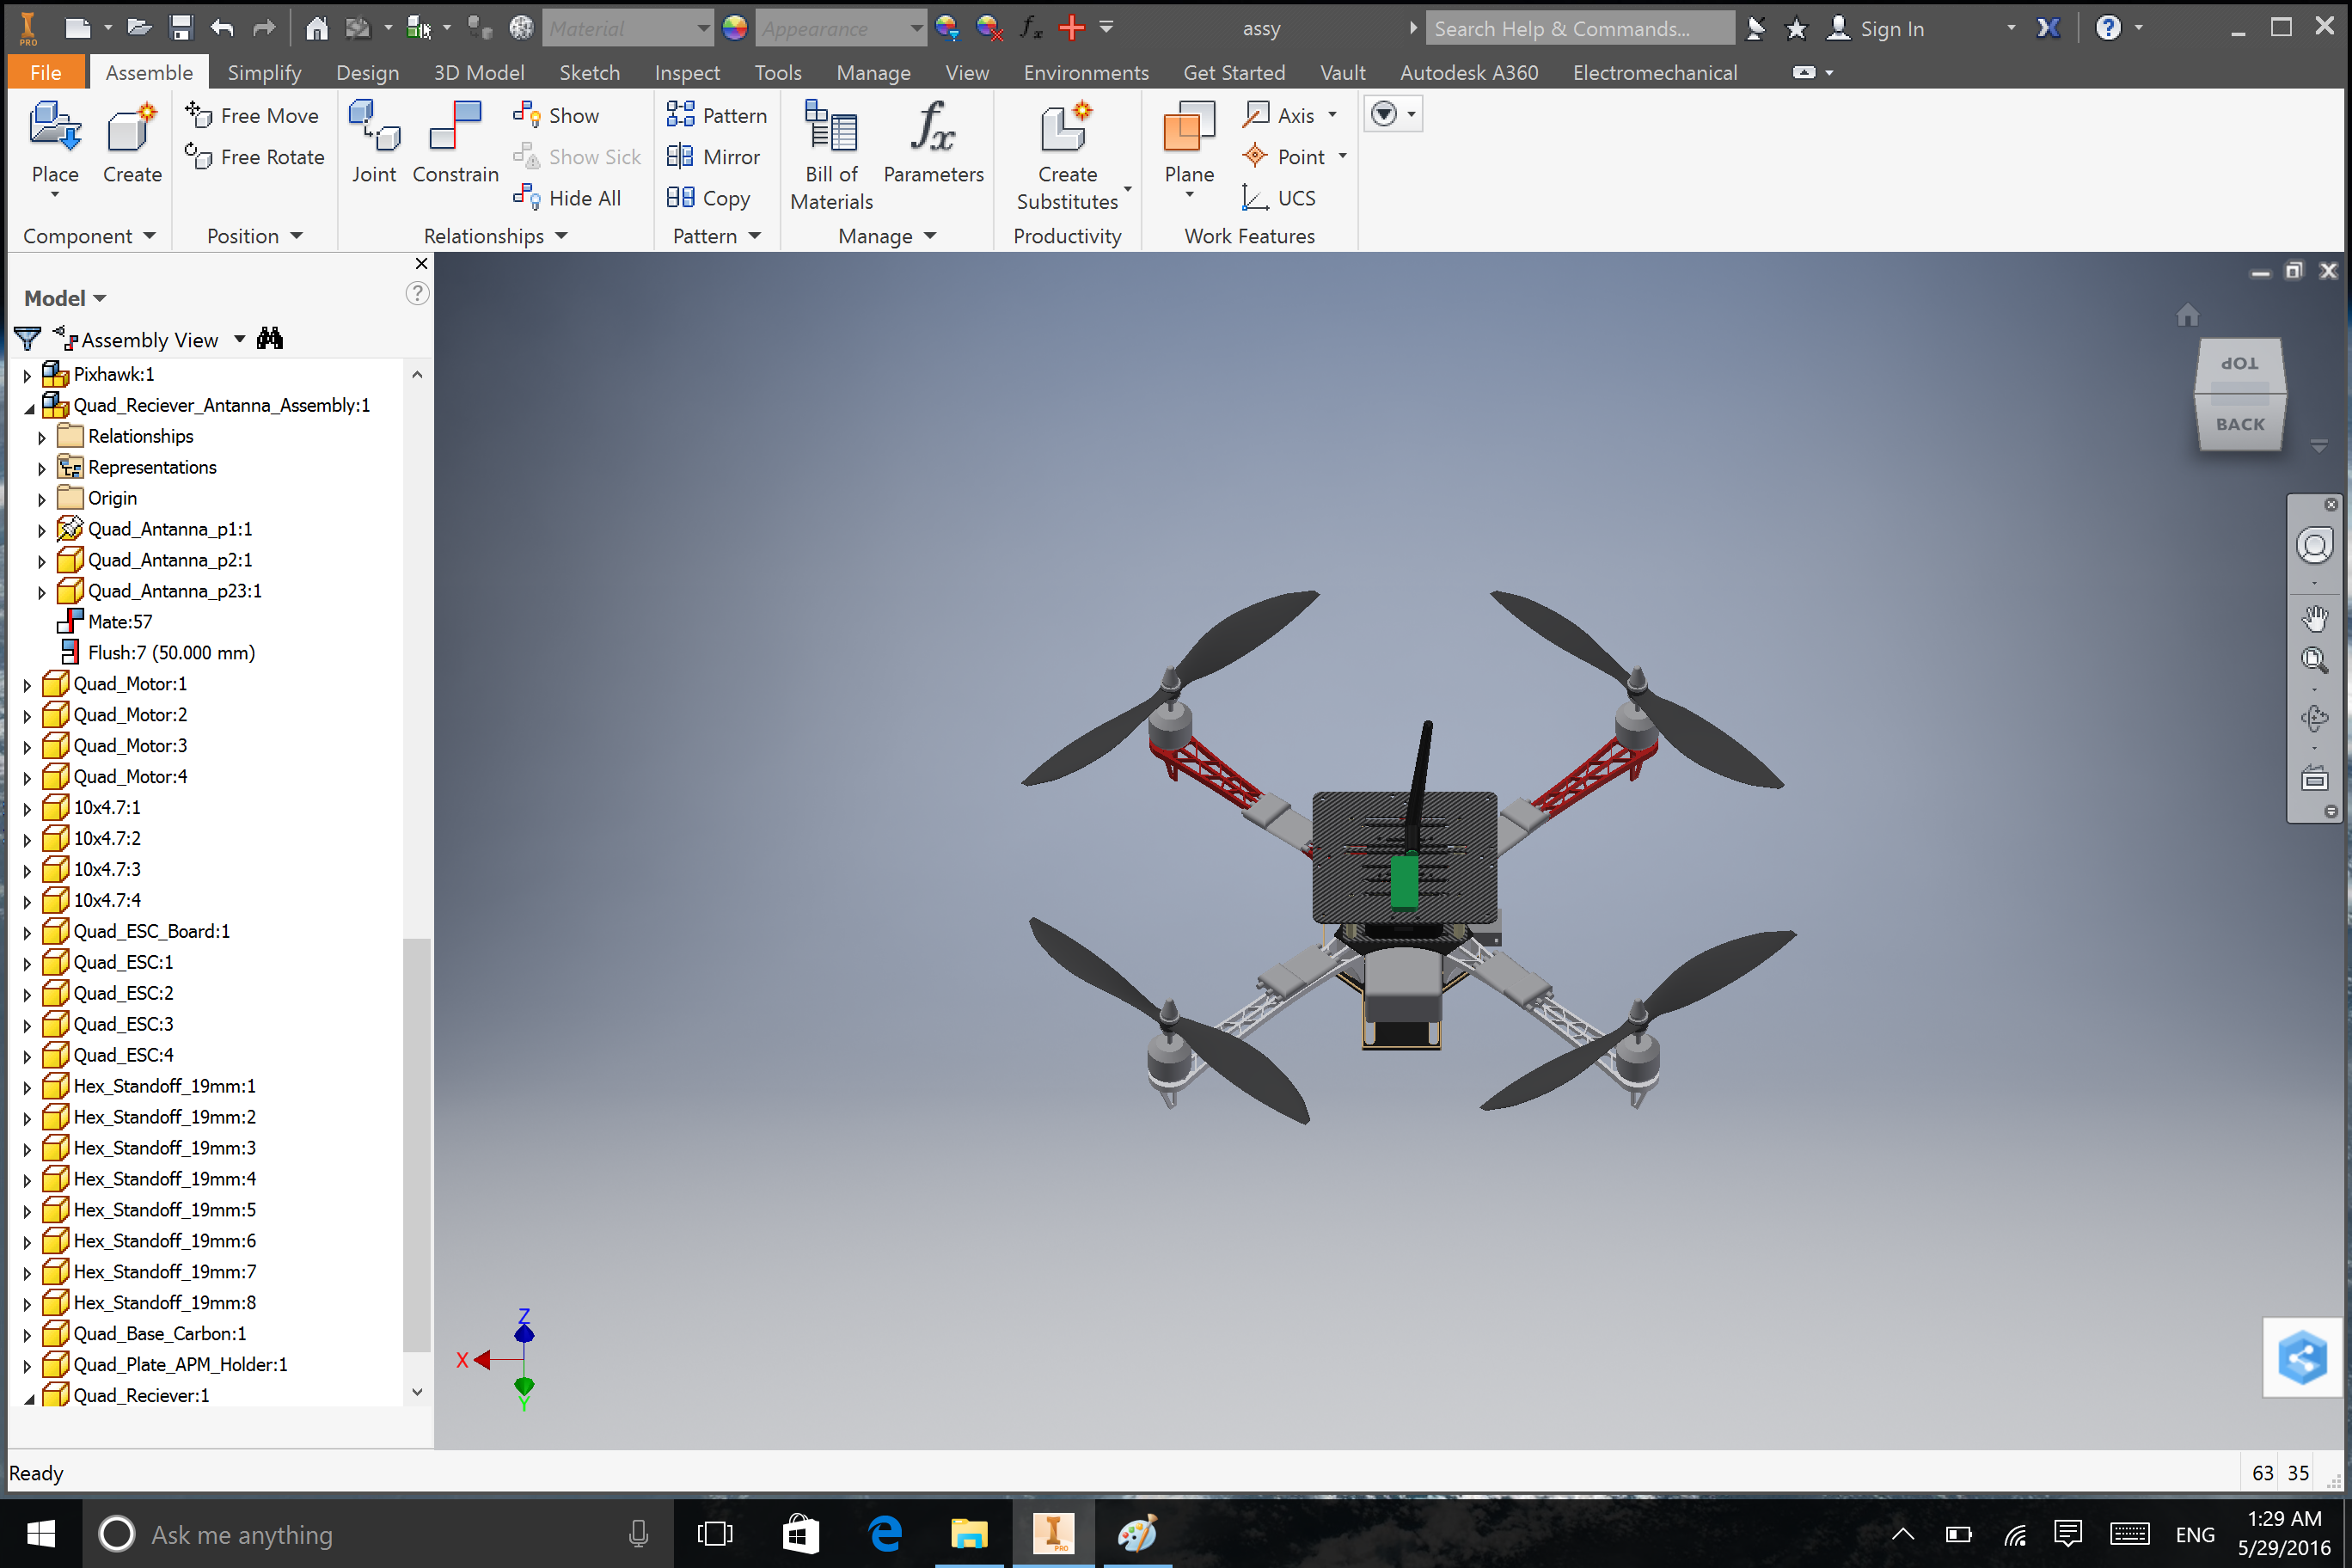 PRO
Material
Appearance
fx
assy
Search Help & Commands...
Sign In
File Assemble Simplify Design 3D Model Sketch Inspect Tools Manage View Environments Get Started Vault Autodesk A360 Electromechanical
Place
Create
Free Move
Free Rotate
Joint
Constrain
Show
Show Sick
Hide All
Pattern
Mirror
Copy
Bill of
Materials
fx
Parameters
Create
Substitutes
Plane
Axis
Point
UCS
Component Position Relationships Pattern Manage Productivity Work Features
Model
Assembly View
Pixhawk:1
Quad_Reciever_Antanna_Assembly:1
Relationships
Representations
Origin
Quad_Antanna_p1:1
Quad_Antanna_p2:1
Quad_Antanna_p23:1
Mate:57
Flush:7 (50.000 mm)
Quad_Motor:1
Quad_Motor:2
Quad_Motor:3
Quad_Motor:4
10x4.7:1
10x4.7:2
10x4.7:3
10x4.7:4
Quad_ESC_Board:1
Quad_ESC:1
Quad_ESC:2
Quad_ESC:3
Quad_ESC:4
Hex_Standoff_19mm:1
Hex_Standoff_19mm:2
Hex_Standoff_19mm:3
Hex_Standoff_19mm:4
Hex_Standoff_19mm:5
Hex_Standoff_19mm:6
Hex_Standoff_19mm:7
Hex_Standoff_19mm:8
Quad_Base_Carbon:1
Quad_Plate_APM_Holder:1
Quad_Reciever:1
TOP
BACK
Z
X
Y
Ready
63 35
Ask me anything
PRO
ENG
1:29 AM
5/29/2016